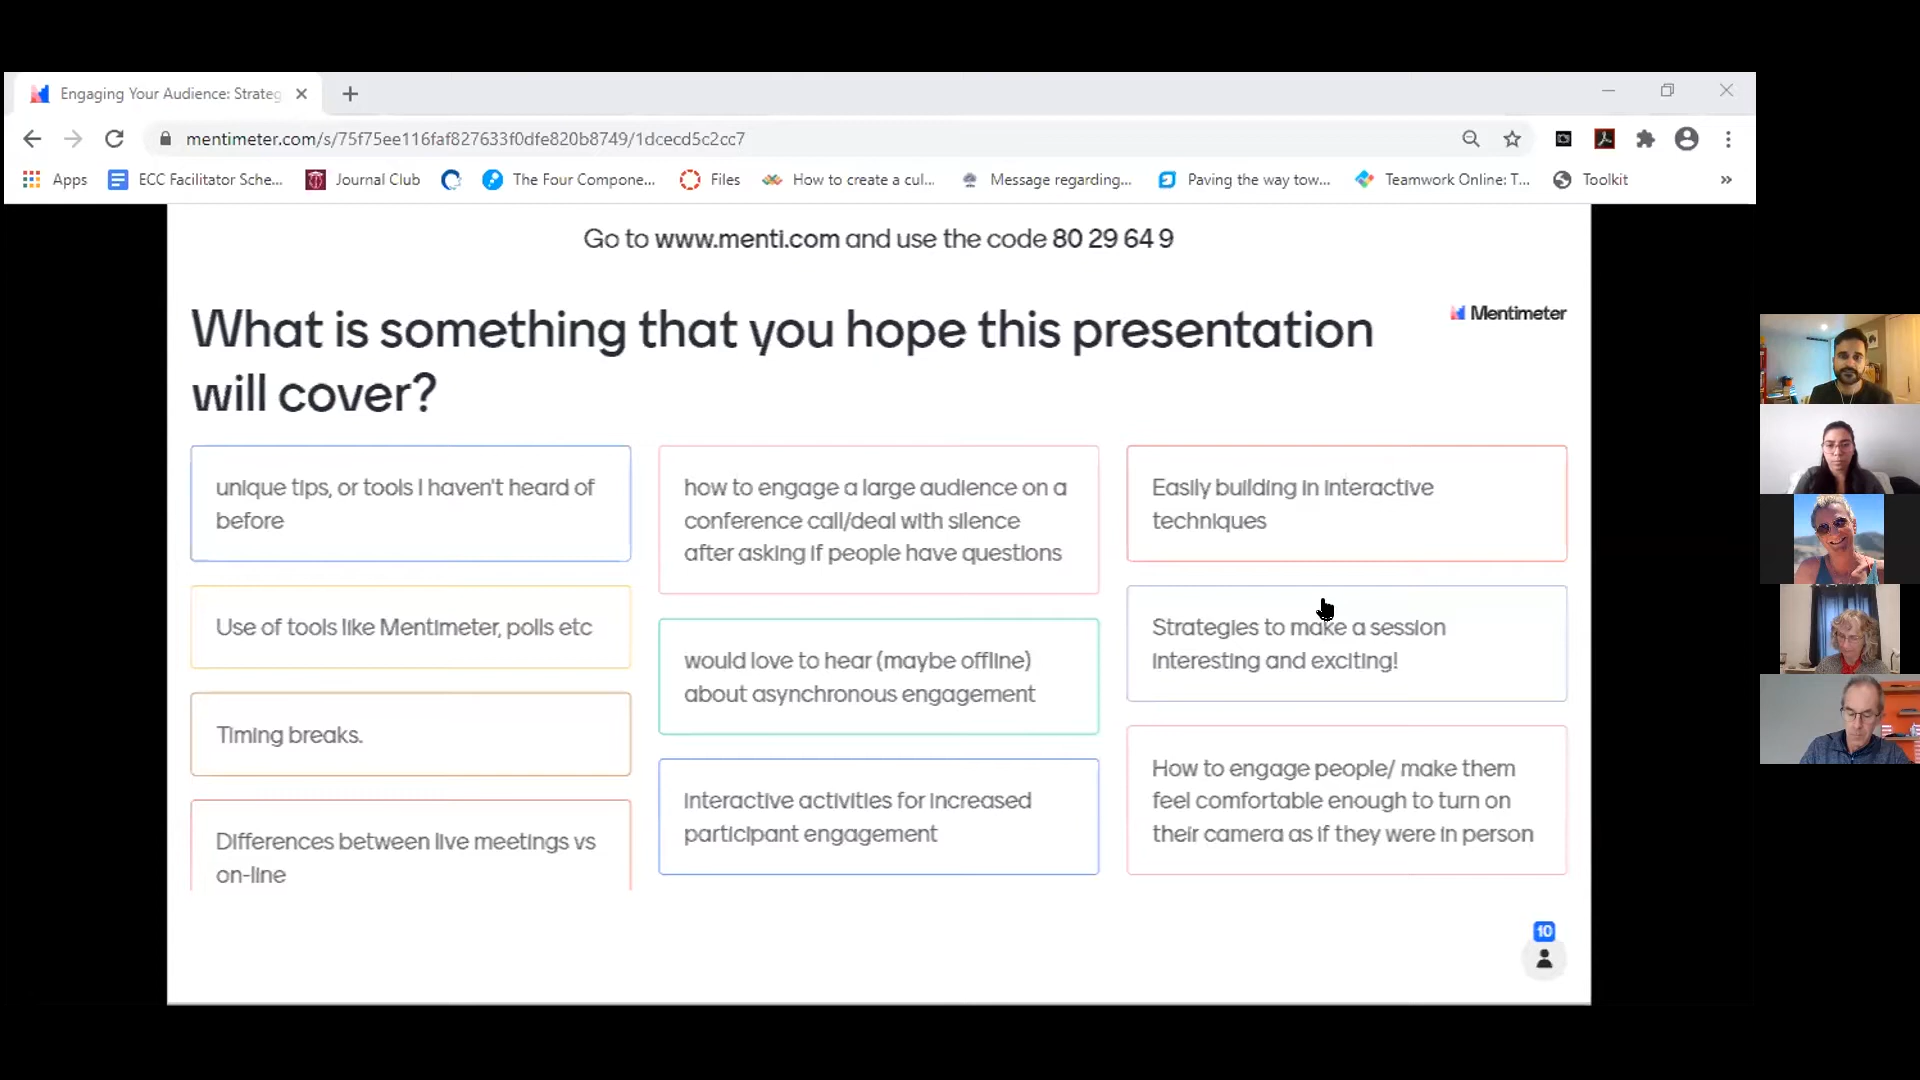 Engaging Your Audience: Strateg
mentimeter.com/s/75f75ee116faf827633f0dfe820b8749/1dcecd5c2cc7
Apps
ECC Facilitator Sche...
Journal Club
The Four Compone...
Files
How to create a cul...
Message regarding...
Paving the way tow...
Teamwork Online: T...
Toolkit
Go to www.menti.com and use the code 80 29 64 9
What is something that you hope this presentation
will cover?
Mentimeter
unique tips, or tools I haven't heard of
before
Use of tools like Mentimeter, polls etc
Timing breaks.
Differences between live meetings vs
on-line
how to engage a large audience on a
conference call/deal with silence
after asking if people have questions
would love to hear (maybe offline)
about asynchronous engagement
Interactive activities for increased
participant engagement
Easily building in interactive
techniques
Strategies to make a session
interesting and exciting!
How to engage people/ make them
feel comfortable enough to turn on
their camera as if they were in person
10